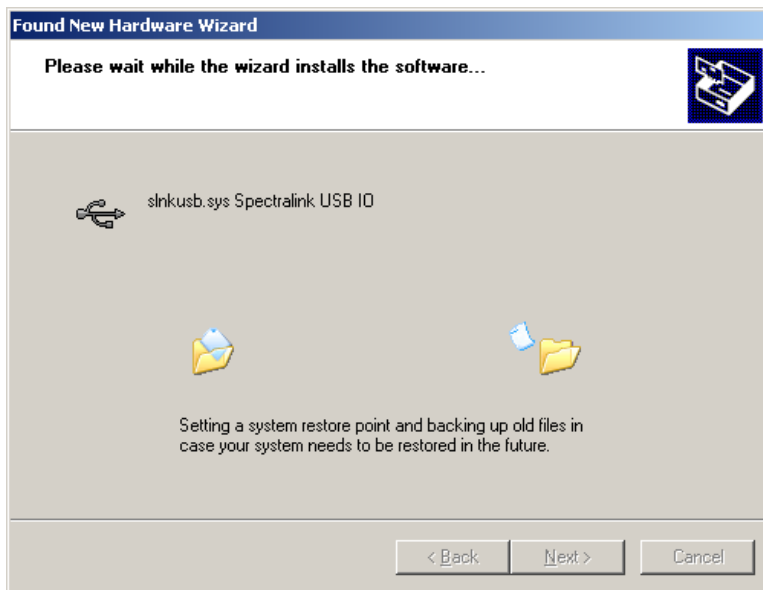 Found New Hardware Wizard
Please wait while the wizard installs the software...
slnkusb.sys Spectralink USB IO
Setting a system restore point and backing up old files in
case your system needs to be restored in the future.
< Back Next > Cancel